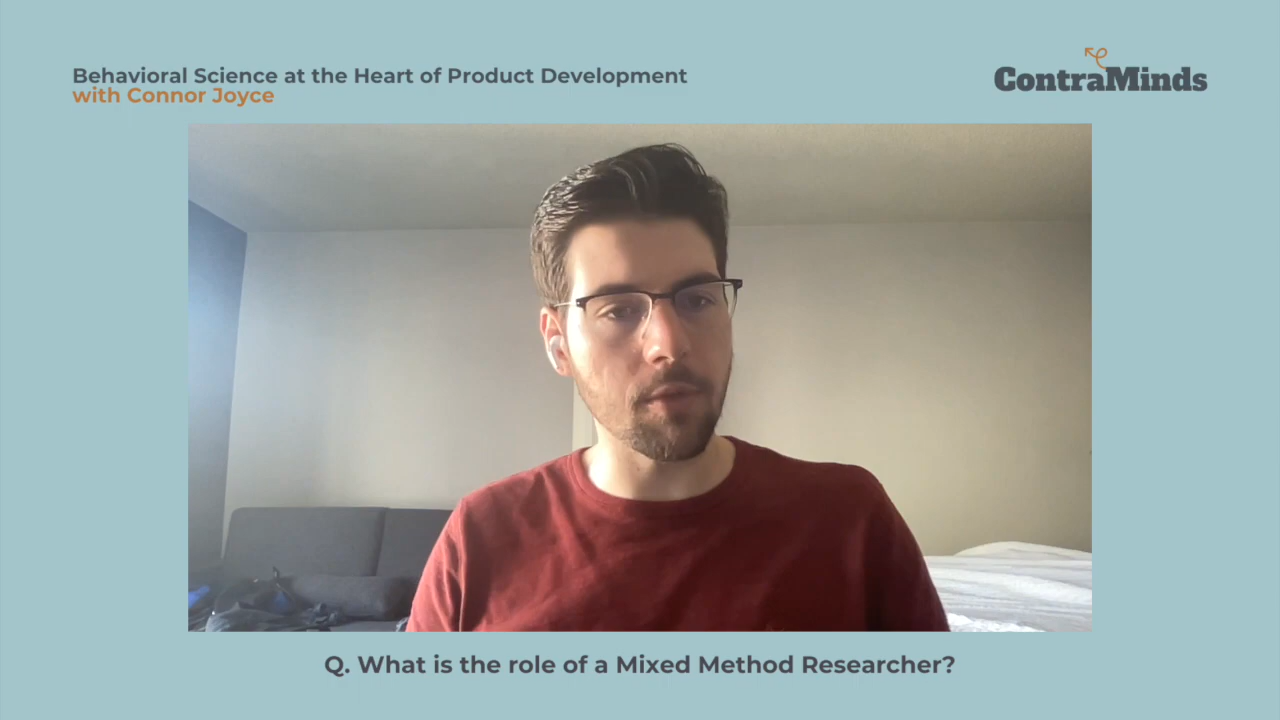 Behavioral Science at the Heart of Product Development
with Connor Joyce
ContraMinds
Q. What is the role of a Mixed Method Researcher?